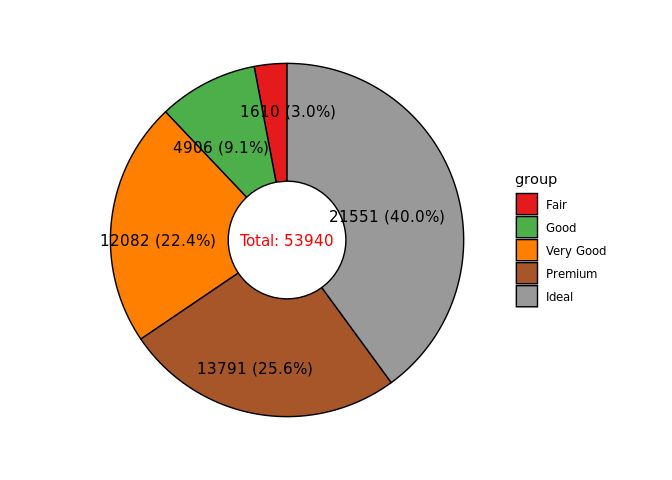 1610 (3.0%)
4906 (9.1%)
21551 (40.0%)
12082 (22.4%)
Total: 53940
13791 (25.6%)
group
Fair
Good
Very Good
Premium
Ideal